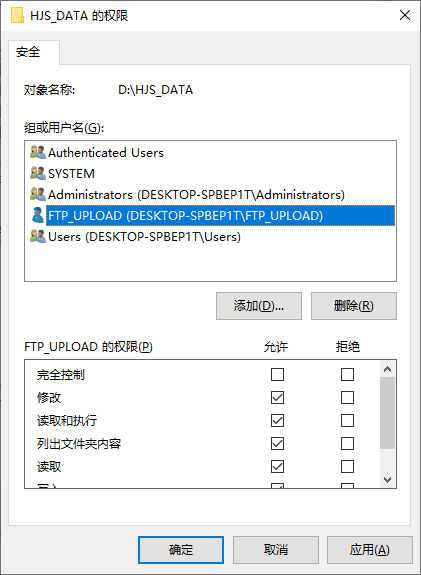 HJS_DATA 的权限
安全
对象名称: D:\HJS_DATA
组或用户名(G):
Authenticated Users
SYSTEM
Administrators (DESKTOP-SPBEP1T\Administrators)
FTP_UPLOAD (DESKTOP-SPBEP1T\FTP_UPLOAD)
Users (DESKTOP-SPBEP1T\Users)
添加(D)... 删除(R)
FTP_UPLOAD 的权限(P) 允许 拒绝
完全控制
修改
读取和执行
列出文件夹内容
读取
确定 取消 应用(A)